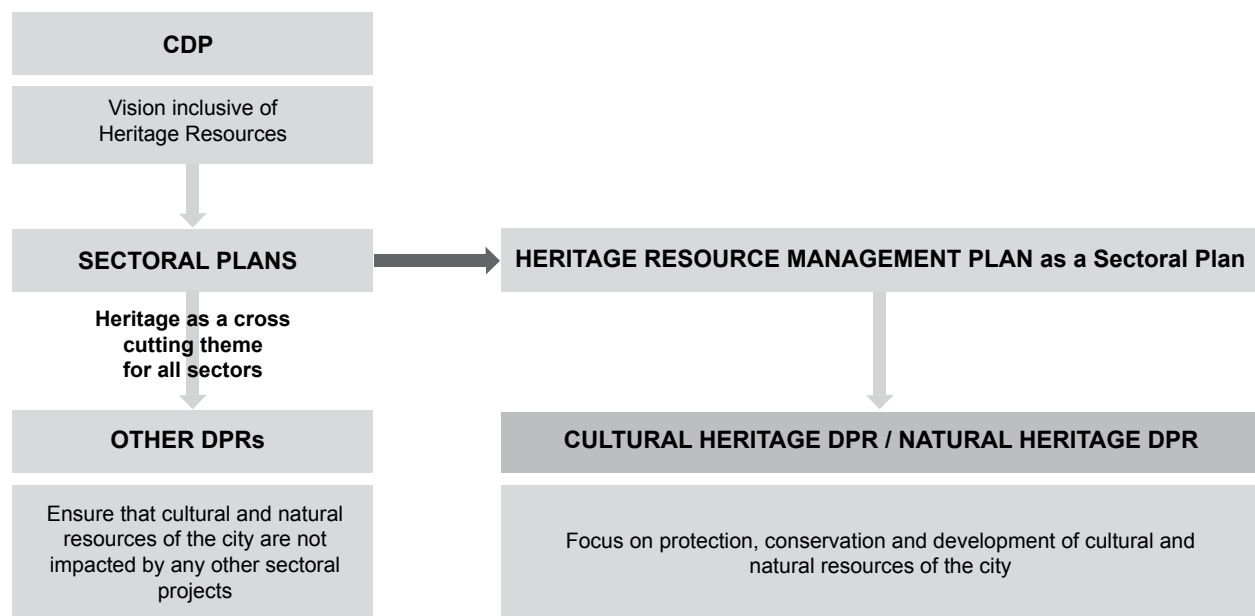 CDP
Vision inclusive of
Heritage Resources
SECTORAL PLANS
HERITAGE RESOURCE MANAGEMENT PLAN as a Sectoral Plan
Heritage as a cross
cutting theme
for all sectors
OTHER DPRs
CULTURAL HERITAGE DPR / NATURAL HERITAGE DPR
Ensure that cultural and natural
resources of the city are not
impacted by any other sectoral
projects
Focus on protection, conservation and development of cultural and
natural resources of the city